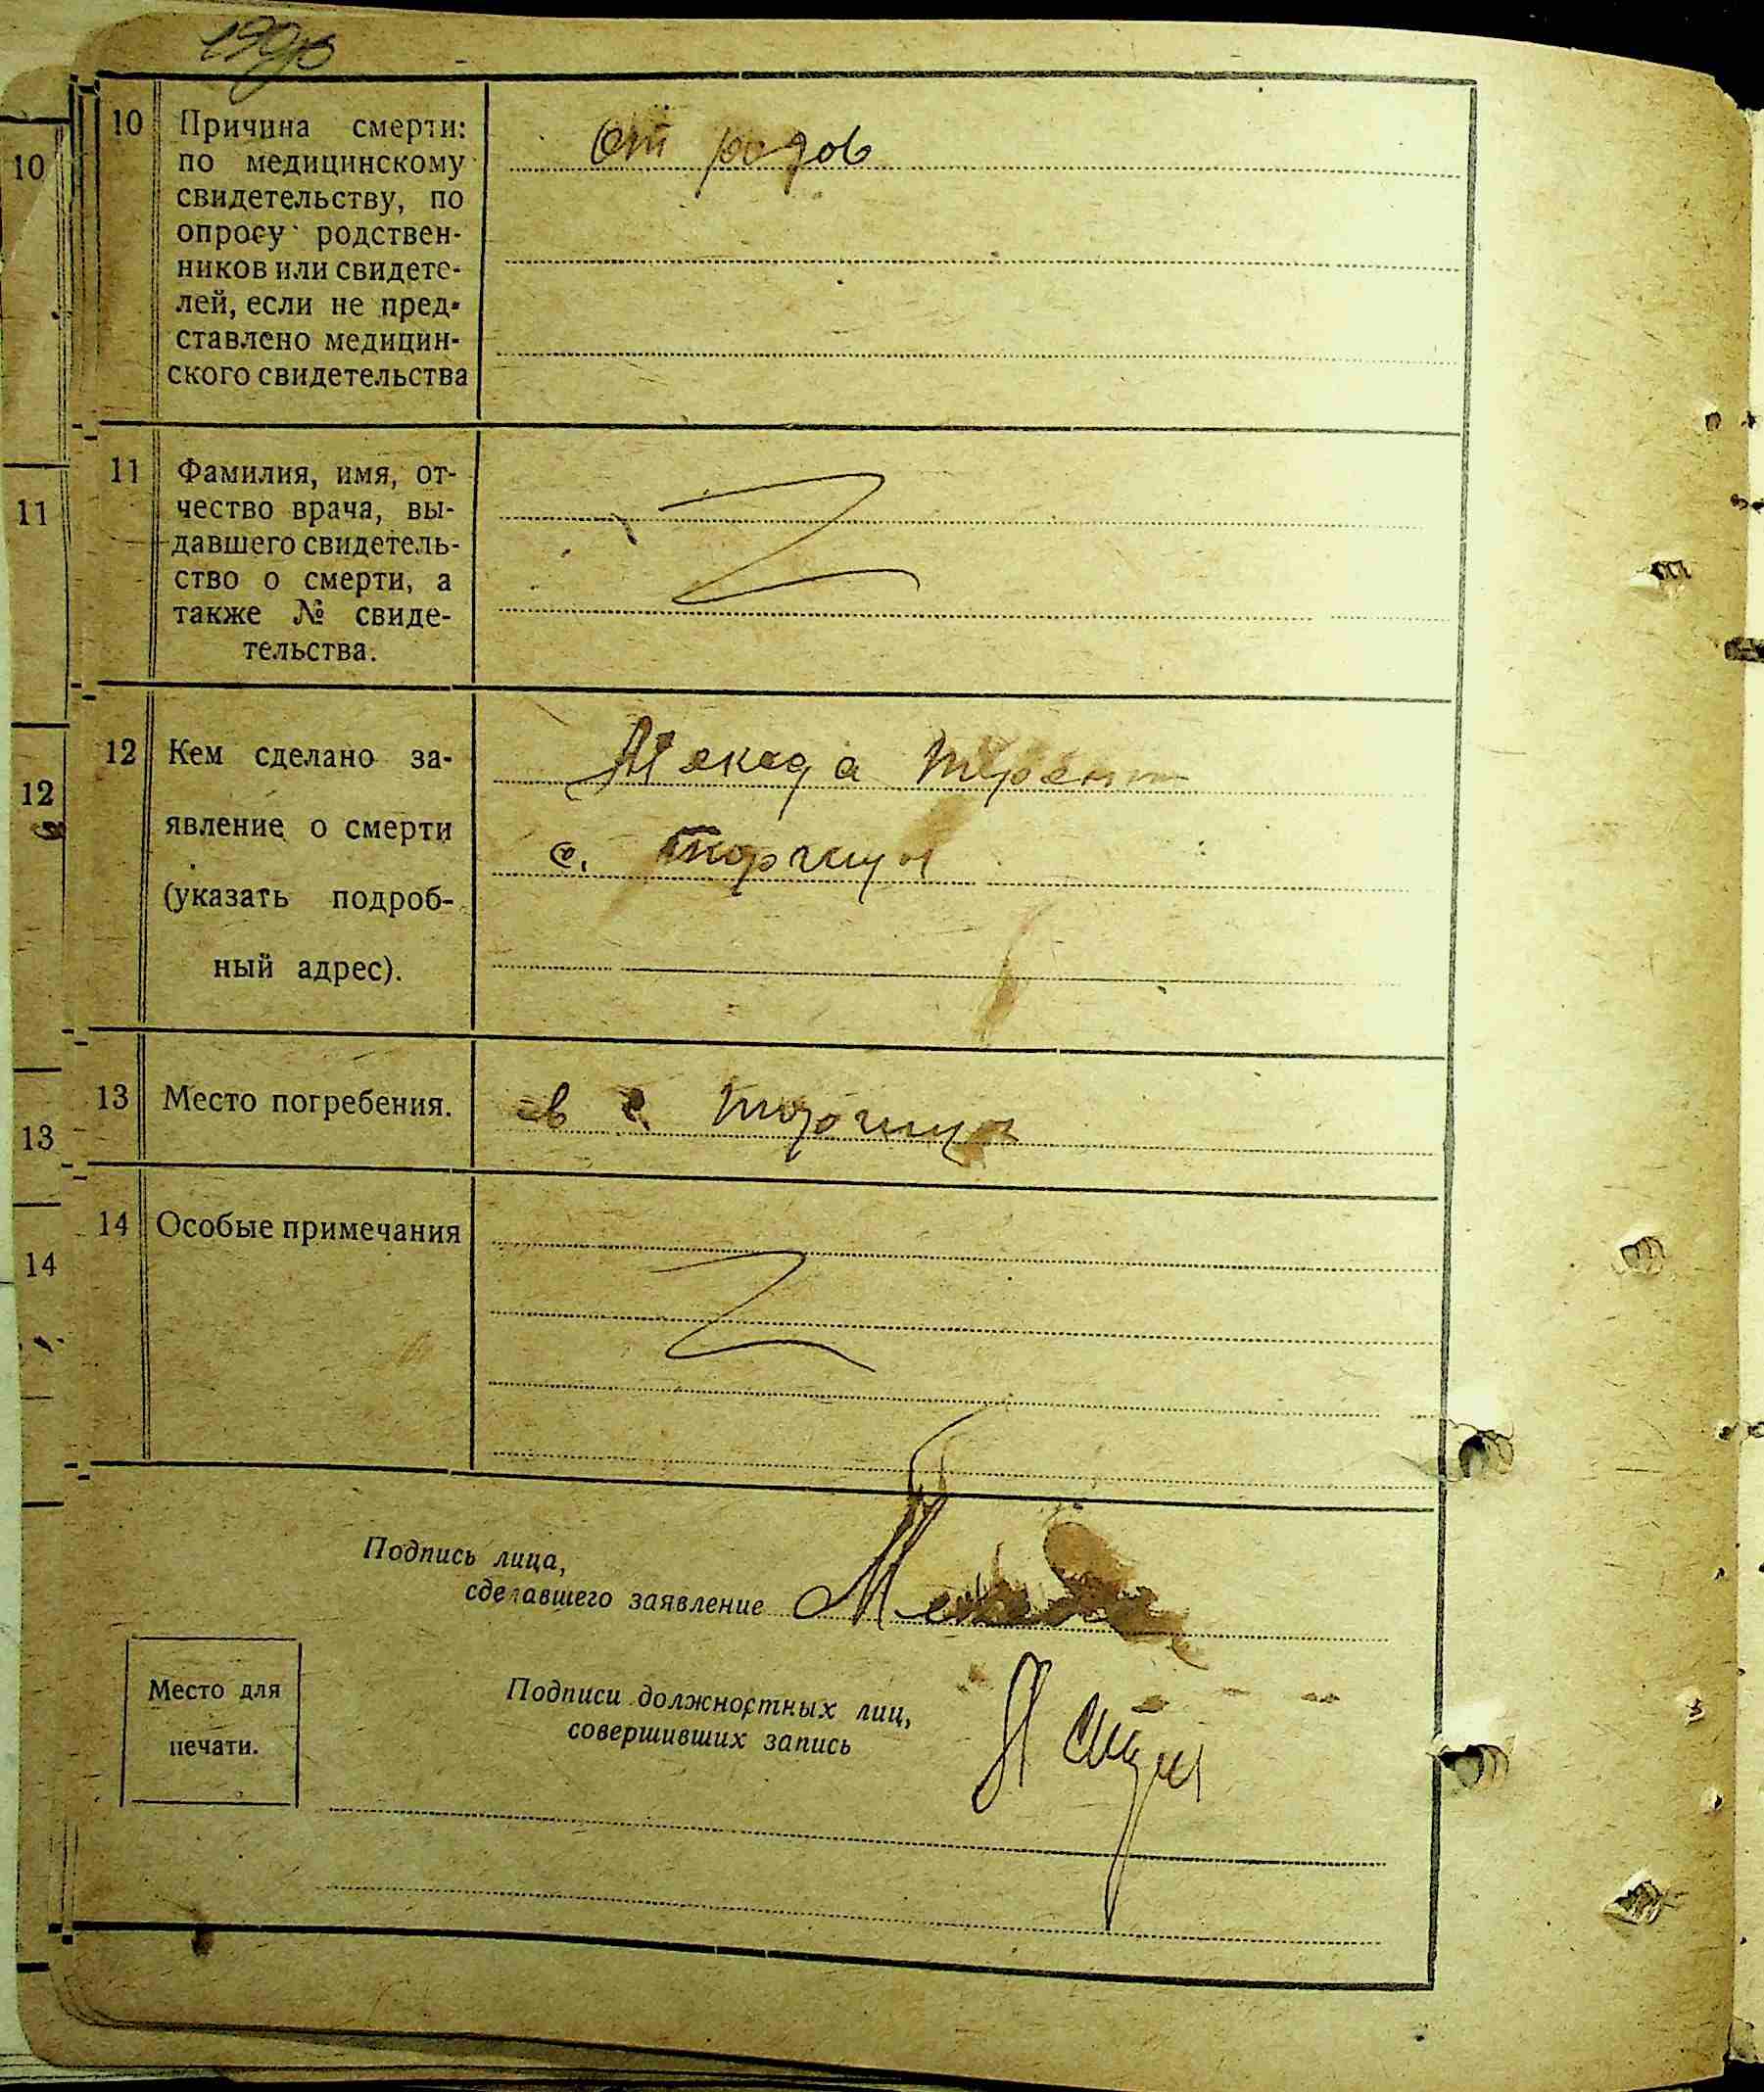 10 Причина смерти: От родов
по медицинскому
свидетельству, по
опросу родствен-
ников или свидете-
лей, если не пред-
ставлено медицин-
ского свидетельства
11 Фамилия, имя, от-
чество врача, вы-
давшего свидетель-
ство о смерти, а
также № свиде-
тельства.
12 Кем сделано за-
явление о смерти с.
(указать подроб-
ный адрес).
13 Место погребения. в с
14 Особые примечания
Подпись лица,
сделавшего заявление
Место для
печати.
Подписи должностных лиц,
совершивших запись
10
11
12
13
14